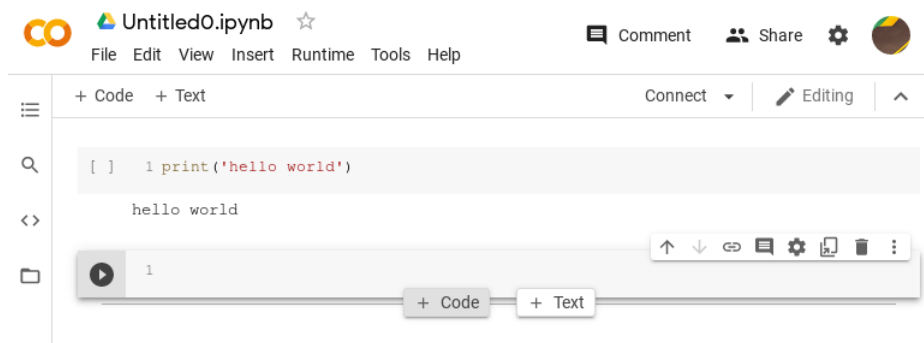 Untitled0.ipynb
File Edit View Insert Runtime Tools Help
Comment Share
+ Code + Text
Connect Editing
[ ] 1 print('hello world')
hello world
1
+ Code + Text